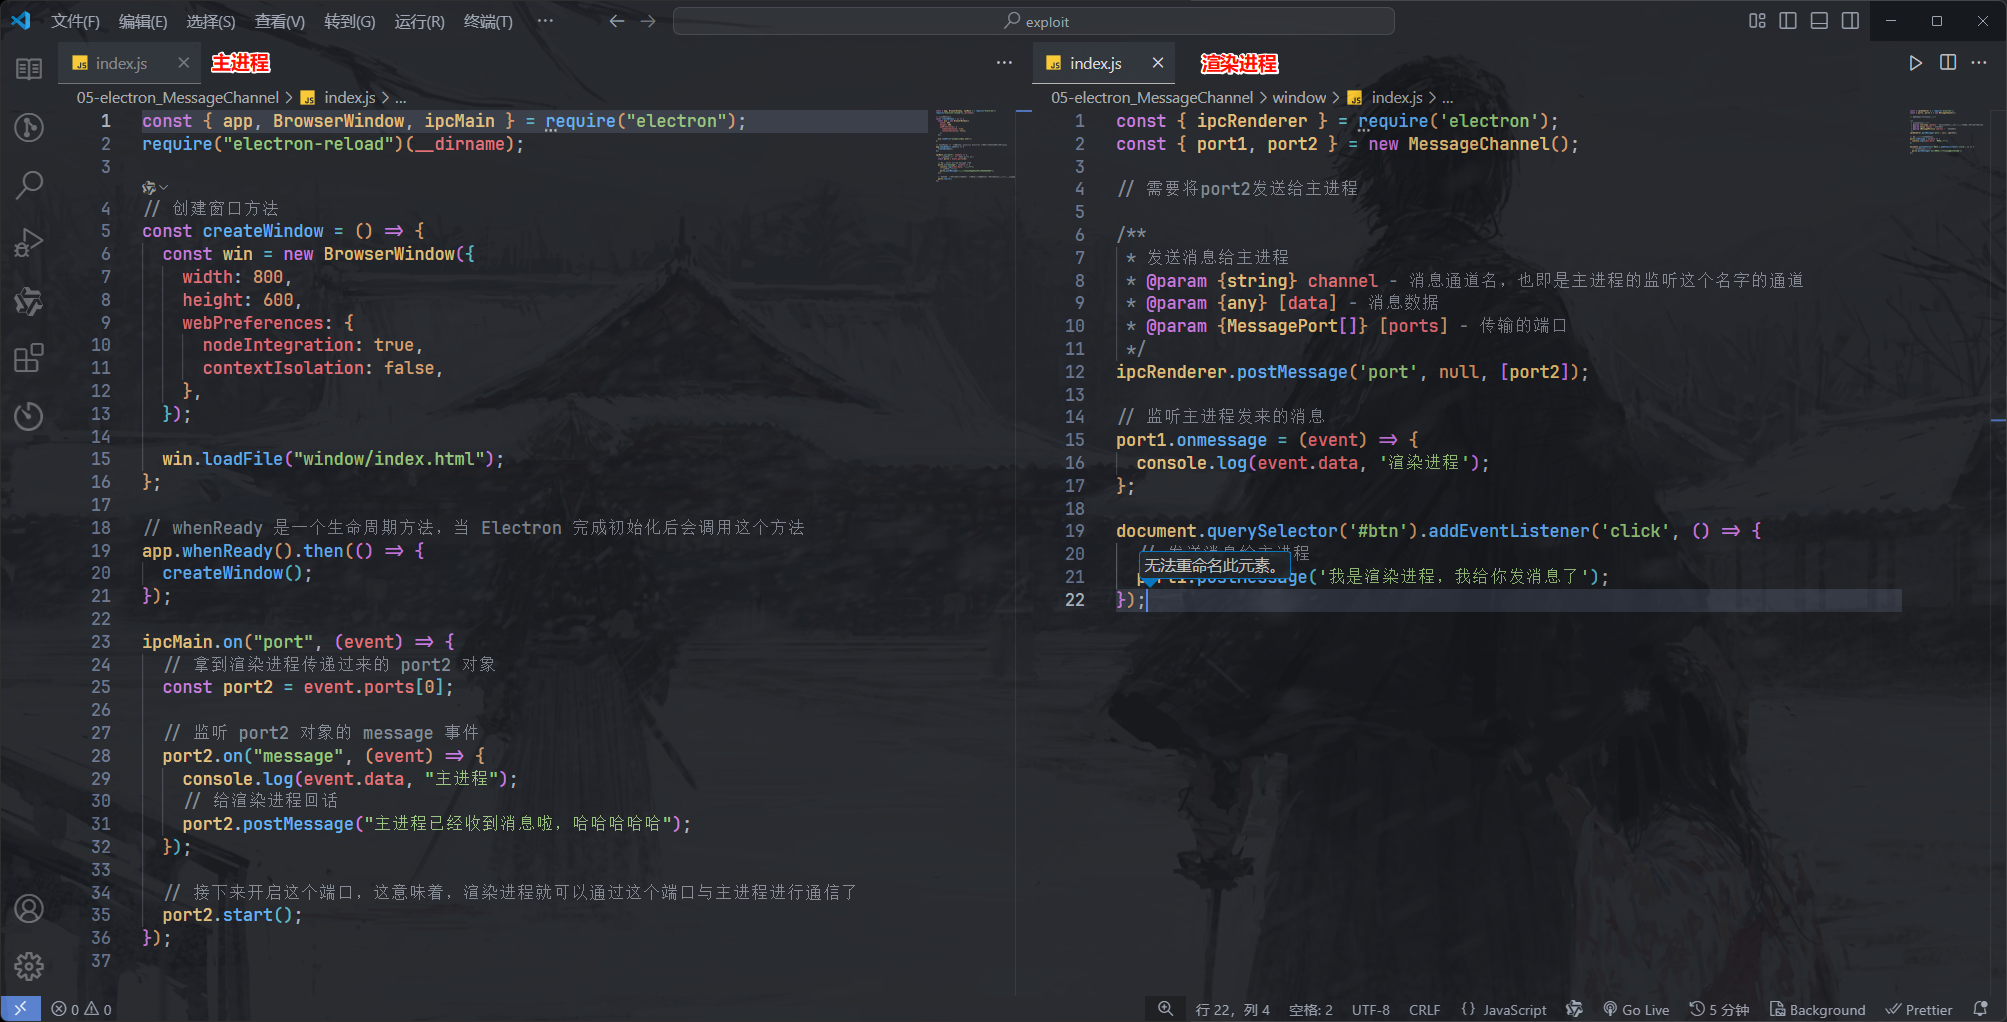 文件(F) 编辑(E) 选择(S) 查看(V) 转到(G) 运行(R) 终端(T) ··· exploit
index.js 主进程
05-electron_MessageChannel > index.js > ...
1 const { app, BrowserWindow, ipcMain } = require("electron");
2 require("electron-reload")(__dirname);
3
4 // 创建窗口方法
5 const createWindow = () => {
6 const win = new BrowserWindow({
7 width: 800,
8 height: 600,
9 webPreferences: {
10 nodeIntegration: true,
11 contextIsolation: false,
12 },
13 });
14
15 win.loadFile("window/index.html");
16 };
17
18 // whenReady 是一个生命周期方法，当 Electron 完成初始化后会调用这个方法
19 app.whenReady().then(() => {
20 createWindow();
21 });
22
23 ipcMain.on("port", (event) => {
24 // 拿到渲染进程传递过来的 port2 对象
25 const port2 = event.ports[0];
26
27 // 监听 port2 对象的 message 事件
28 port2.on("message", (event) => {
29 console.log(event.data, "主进程");
30 // 给渲染进程回话
31 port2.postMessage("主进程已经收到消息啦，哈哈哈哈哈");
32 });
33
34 // 接下来开启这个端口，这意味着，渲染进程就可以通过这个端口与主进程进行通信了
35 port2.start();
36 });
37
index.js 渲染进程
05-electron_MessageChannel > window > index.js > ...
1 const { ipcRenderer } = require('electron');
2 const { port1, port2 } = new MessageChannel();
3
4 // 需要将port2发送给主进程
5
6 /**
7 * 发送消息给主进程
8 * @param {string} channel - 消息通道名，也即是主进程的监听这个名字的通道
9 * @param {any} [data] - 消息数据
10 * @param {MessagePort[]} [ports] - 传输的端口
11 */
12 ipcRenderer.postMessage('port', null, [port2]);
13
14 // 监听主进程发来的消息
15 port1.onmessage = (event) => {
16 console.log(event.data, '渲染进程');
17 };
18
19 document.querySelector('#btn').addEventListener('click', () => {
20 // 发送消息给主进程
无法重命名此元素。
21 port1.postMessage('我是渲染进程，我给你发消息了');
22 });
0 0 行 22，列 4 空格: 2 UTF-8 CRLF {} JavaScript Go Live 5 分钟 Background Prettier